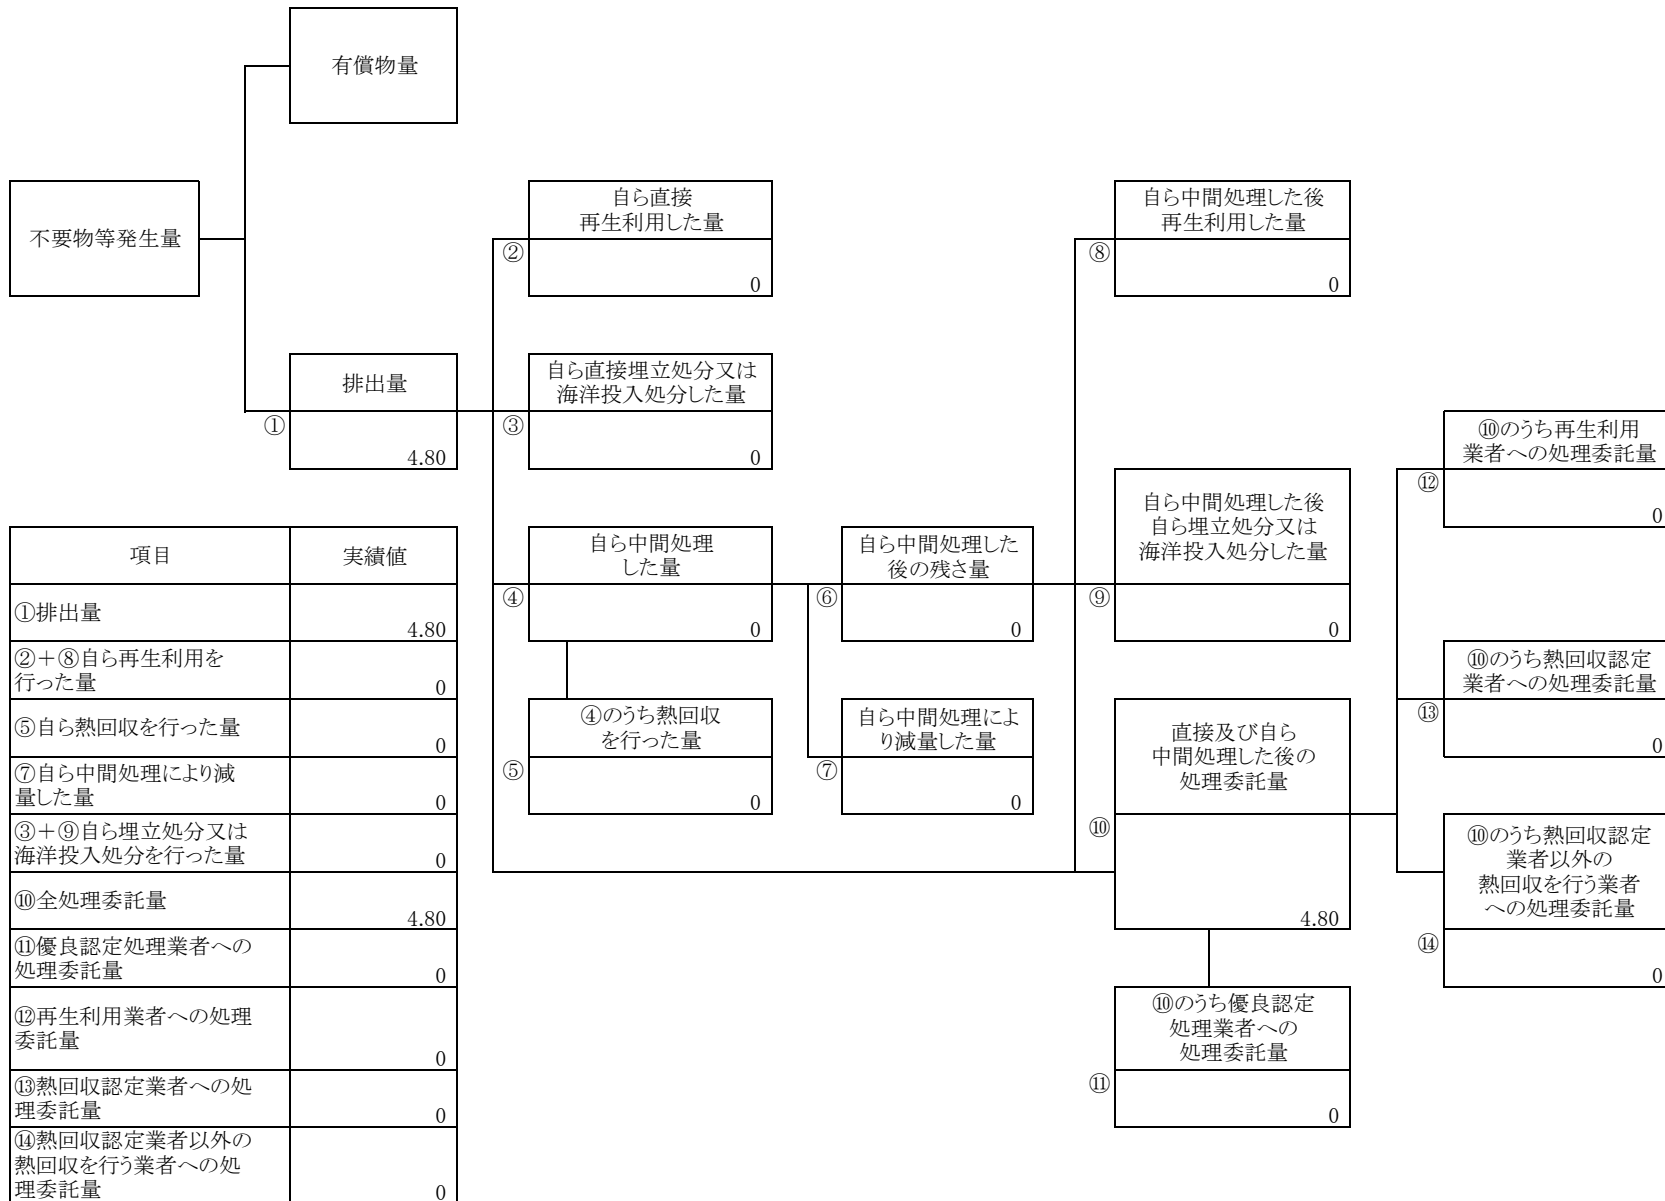 有償物量
不要物等発生量
自ら直接
再生利用した量
②
0
自ら中間処理した後
再生利用した量
⑧
0
排出量
①
4.80
自ら直接埋立処分又は
海洋投入処分した量
③
0
⑩のうち再生利用
業者への処理委託量
⑫
0
自ら中間処理
した量
④
0
自ら中間処理した
後の残さ量
⑥
0
自ら中間処理した後
自ら埋立処分又は
海洋投入処分した量
⑨
0
⑩のうち熱回収認定
業者への処理委託量
⑬
0
④のうち熱回収
を行った量
⑤
0
自ら中間処理によ
り減量した量
⑦
0
直接及び自ら
中間処理した後の
処理委託量
⑩
4.80
⑩のうち熱回収認定
業者以外の
熱回収を行う業者
への処理委託量
⑭
0
⑩のうち優良認定
処理業者への
処理委託量
⑪
0
項目
実績値
①排出量
4.80
②+⑧自ら再生利用を
行った量
0
⑤自ら熱回収を行った量
0
⑦自ら中間処理により減
量した量
0
③+⑨自ら埋立処分又は
海洋投入処分を行った量
0
⑩全処理委託量
4.80
⑪優良認定処理業者への
処理委託量
0
⑫再生利用業者への処理
委託量
0
⑬熱回収認定業者への処
理委託量
0
⑭熱回収認定業者以外の
熱回収を行う業者への処
理委託量
0